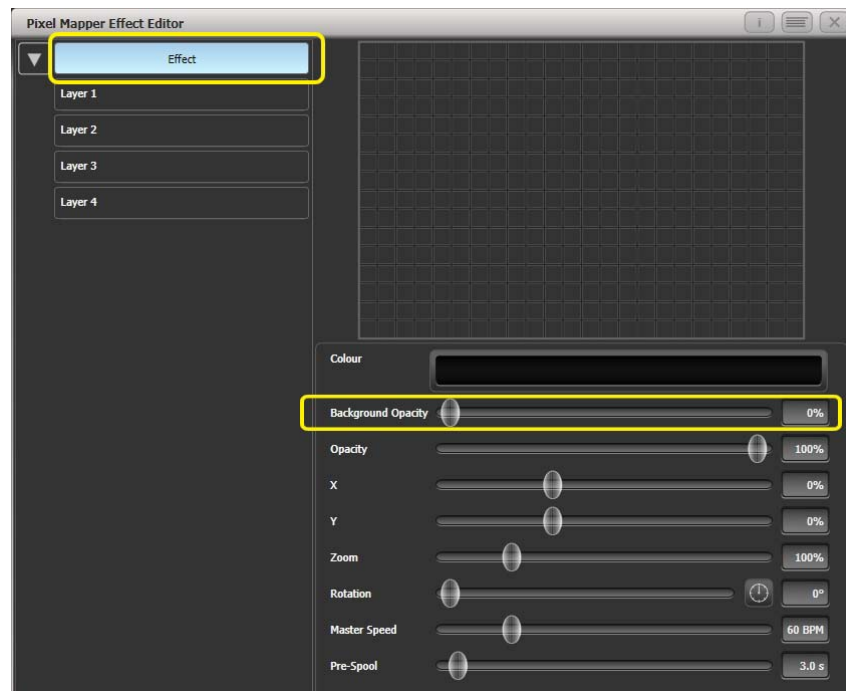 Pixel Mapper Effect Editor
Effect
Layer 1
Layer 2
Layer 3
Layer 4
Colour
Background Opacity 0%
Opacity 100%
X 0%
Y 0%
Zoom 100%
Rotation 0°
Master Speed 60 BPM
Pre-Spool 3.0 s